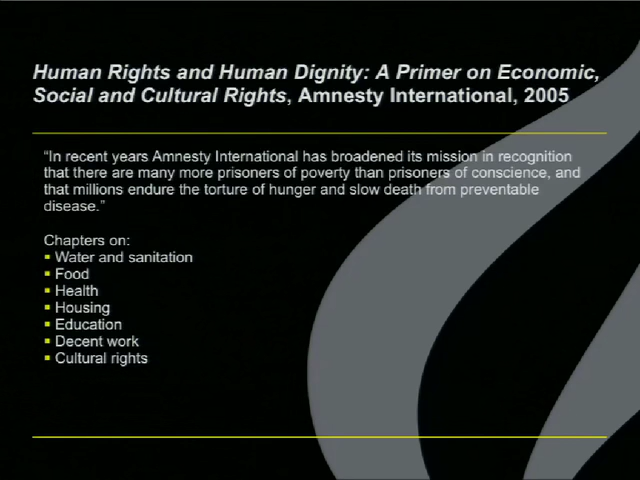 Human Rights and Human Dignity: A Primer on Economic,
Social and Cultural Rights, Amnesty International, 2005
“In recent years Amnesty International has broadened its mission in recognition
that there are many more prisoners of poverty than prisoners of conscience, and
that millions endure the torture of hunger and slow death from preventable
disease.”
Chapters on:
▪ Water and sanitation
▪ Food
▪ Health
▪ Housing
▪ Education
▪ Decent work
▪ Cultural rights